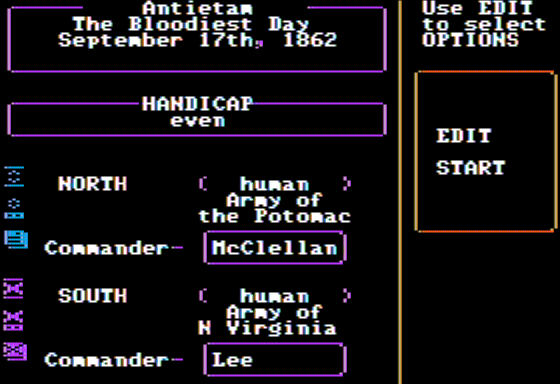 Antietam
The Bloodiest Day
September 17th, 1862
HANDICAP
even
NORTH ( human )
Army of
the Potomac
Commander- McClellan
SOUTH ( human )
Army of
N Virginia
Commander- Lee
Use EDIT
to select
OPTIONS
EDIT
START